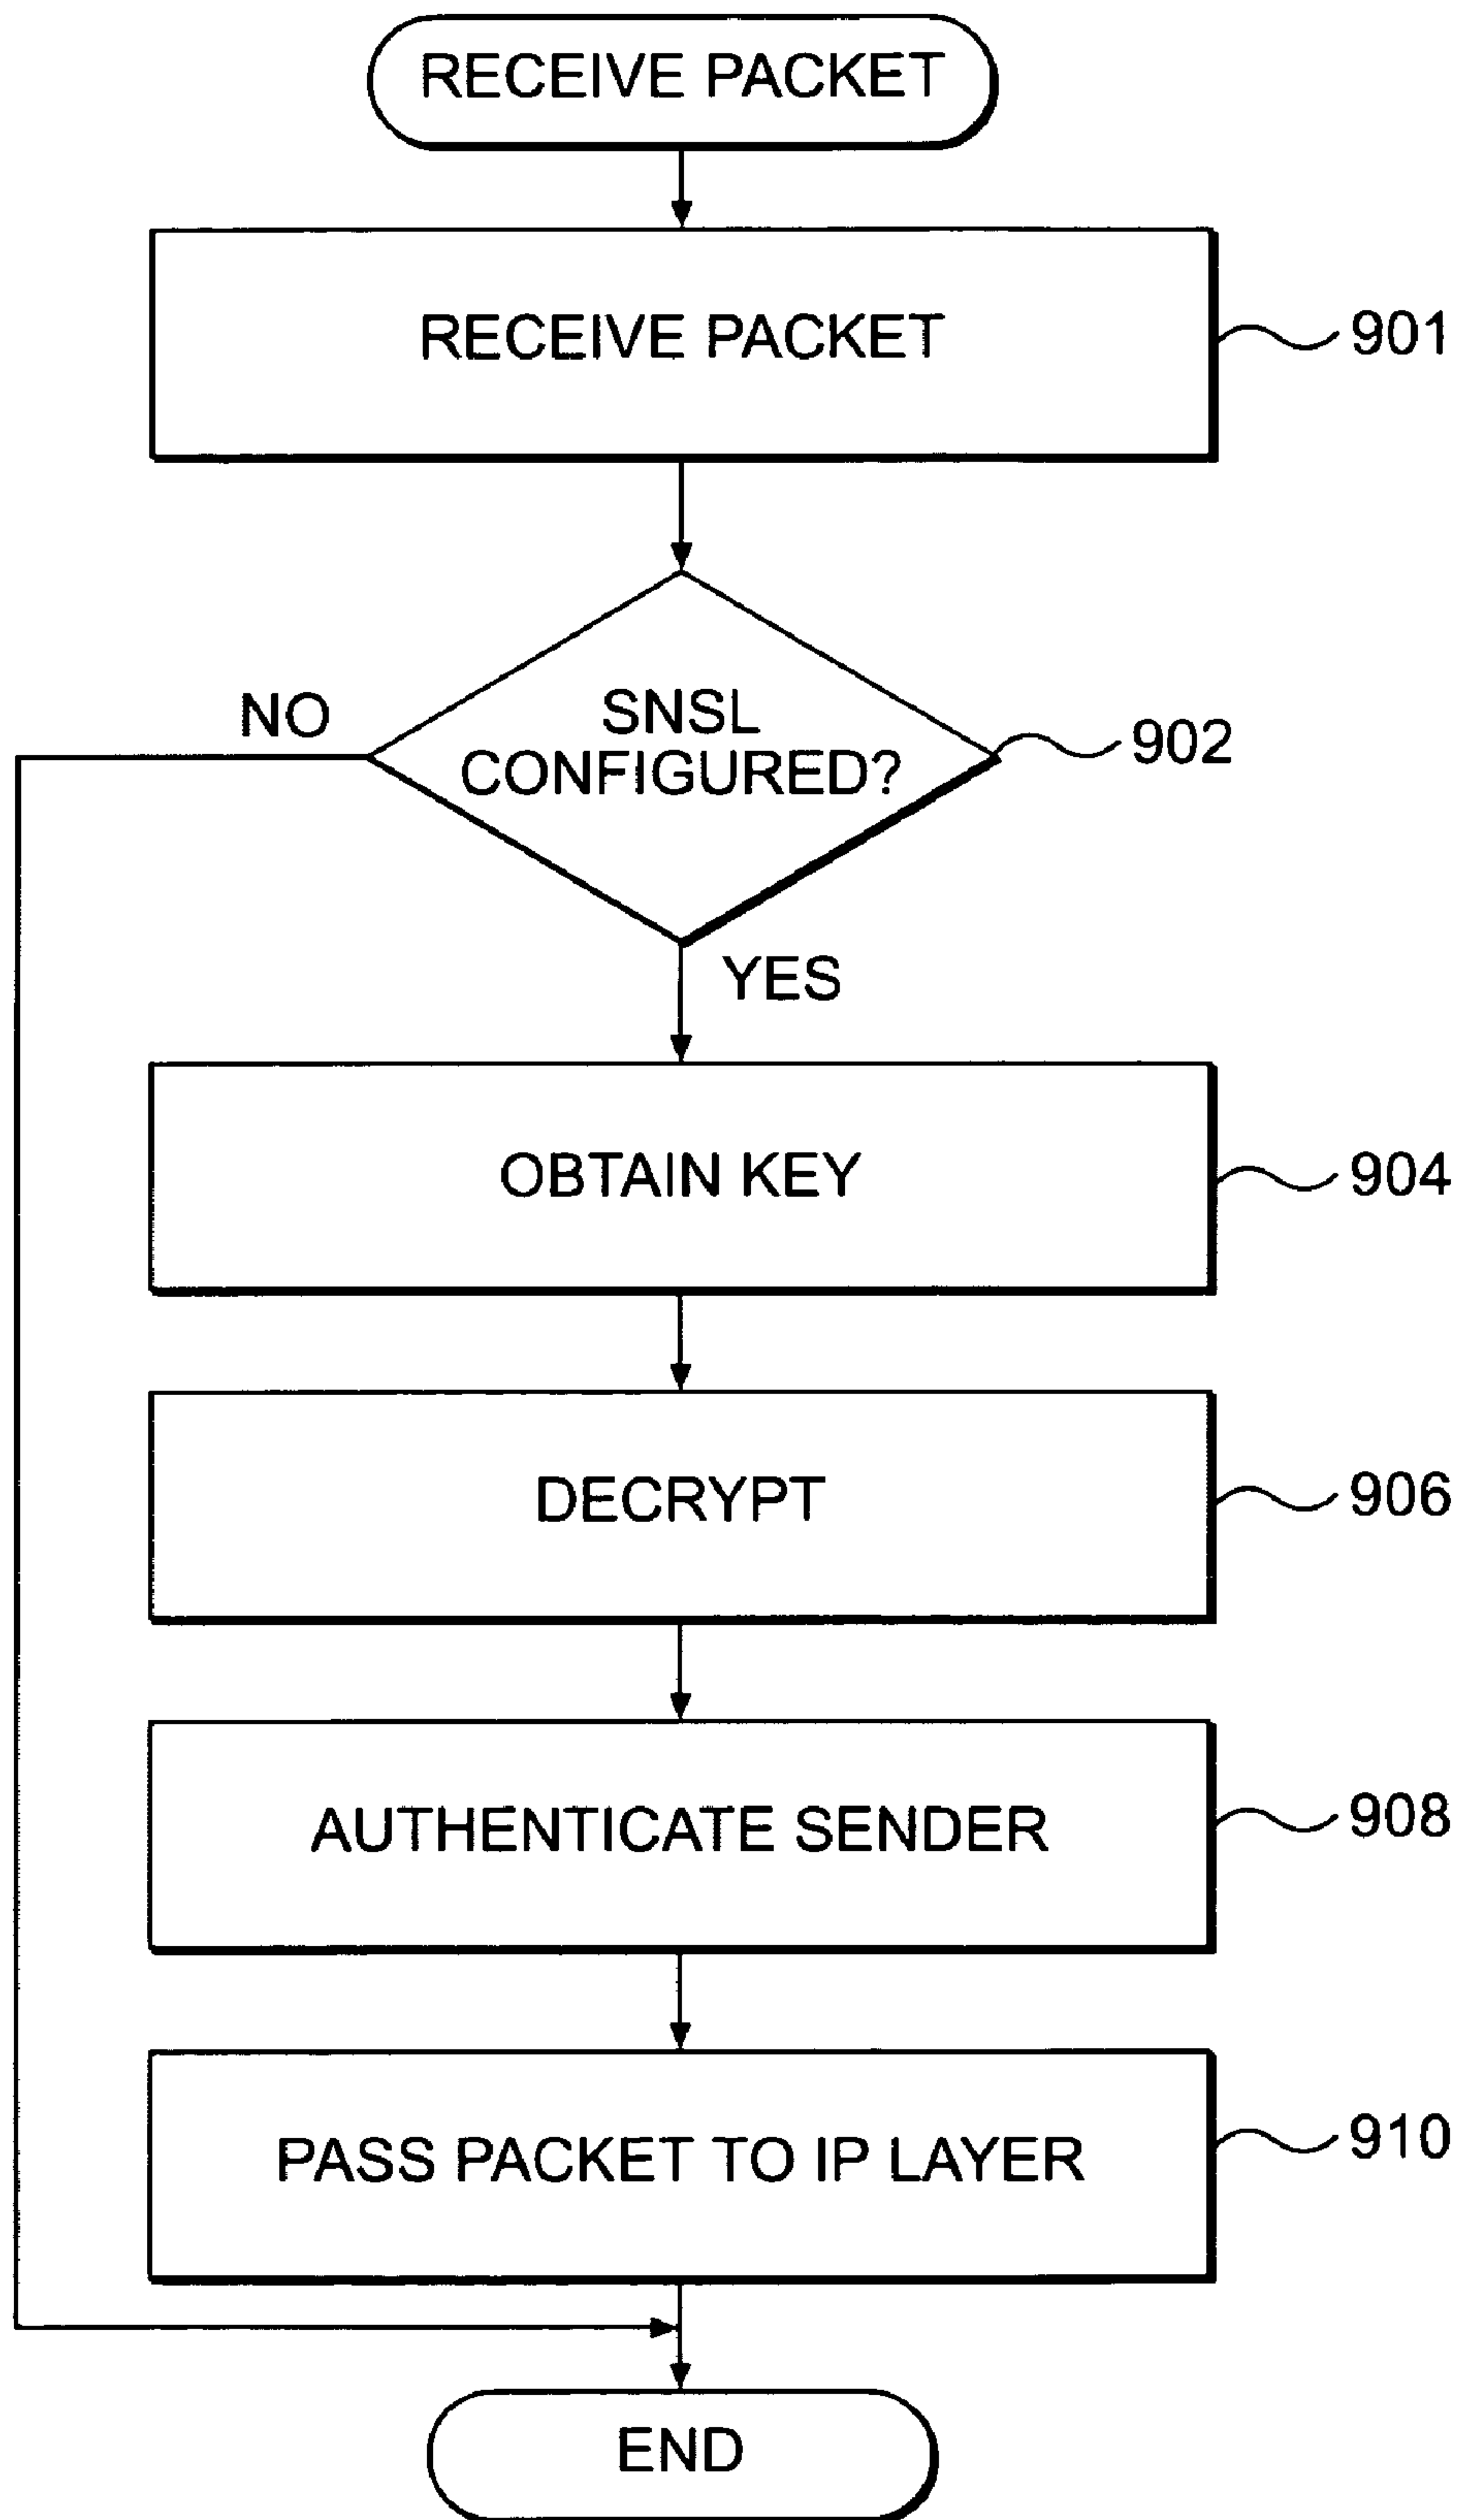 RECEIVE PACKET
RECEIVE PACKET
901
SNSL
CONFIGURED?
902
NO
YES
OBTAIN KEY
904
DECRYPT
906
AUTHENTICATE SENDER
908
PASS PACKET TO IP LAYER
910
END